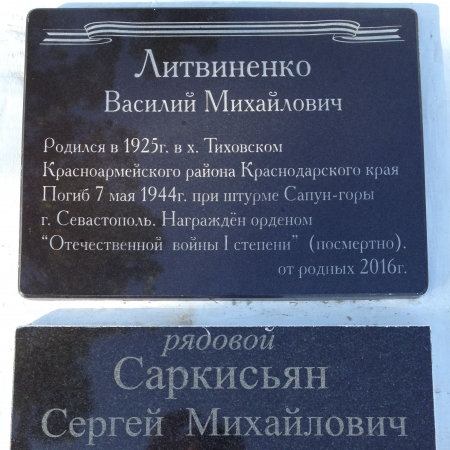 Литвиненко
Василий Михайлович
Родился в 1925г. в х. Тиховском
Красноармейского района Краснодарского края
Погиб 7 мая 1944г. при штурме Сапун-горы
г. Севастополь. Награждён орденом
“Отечественной войны I степени” (посмертно).
от родных 2016г.
рядовой
Саркисьян
Сергей Михайлович